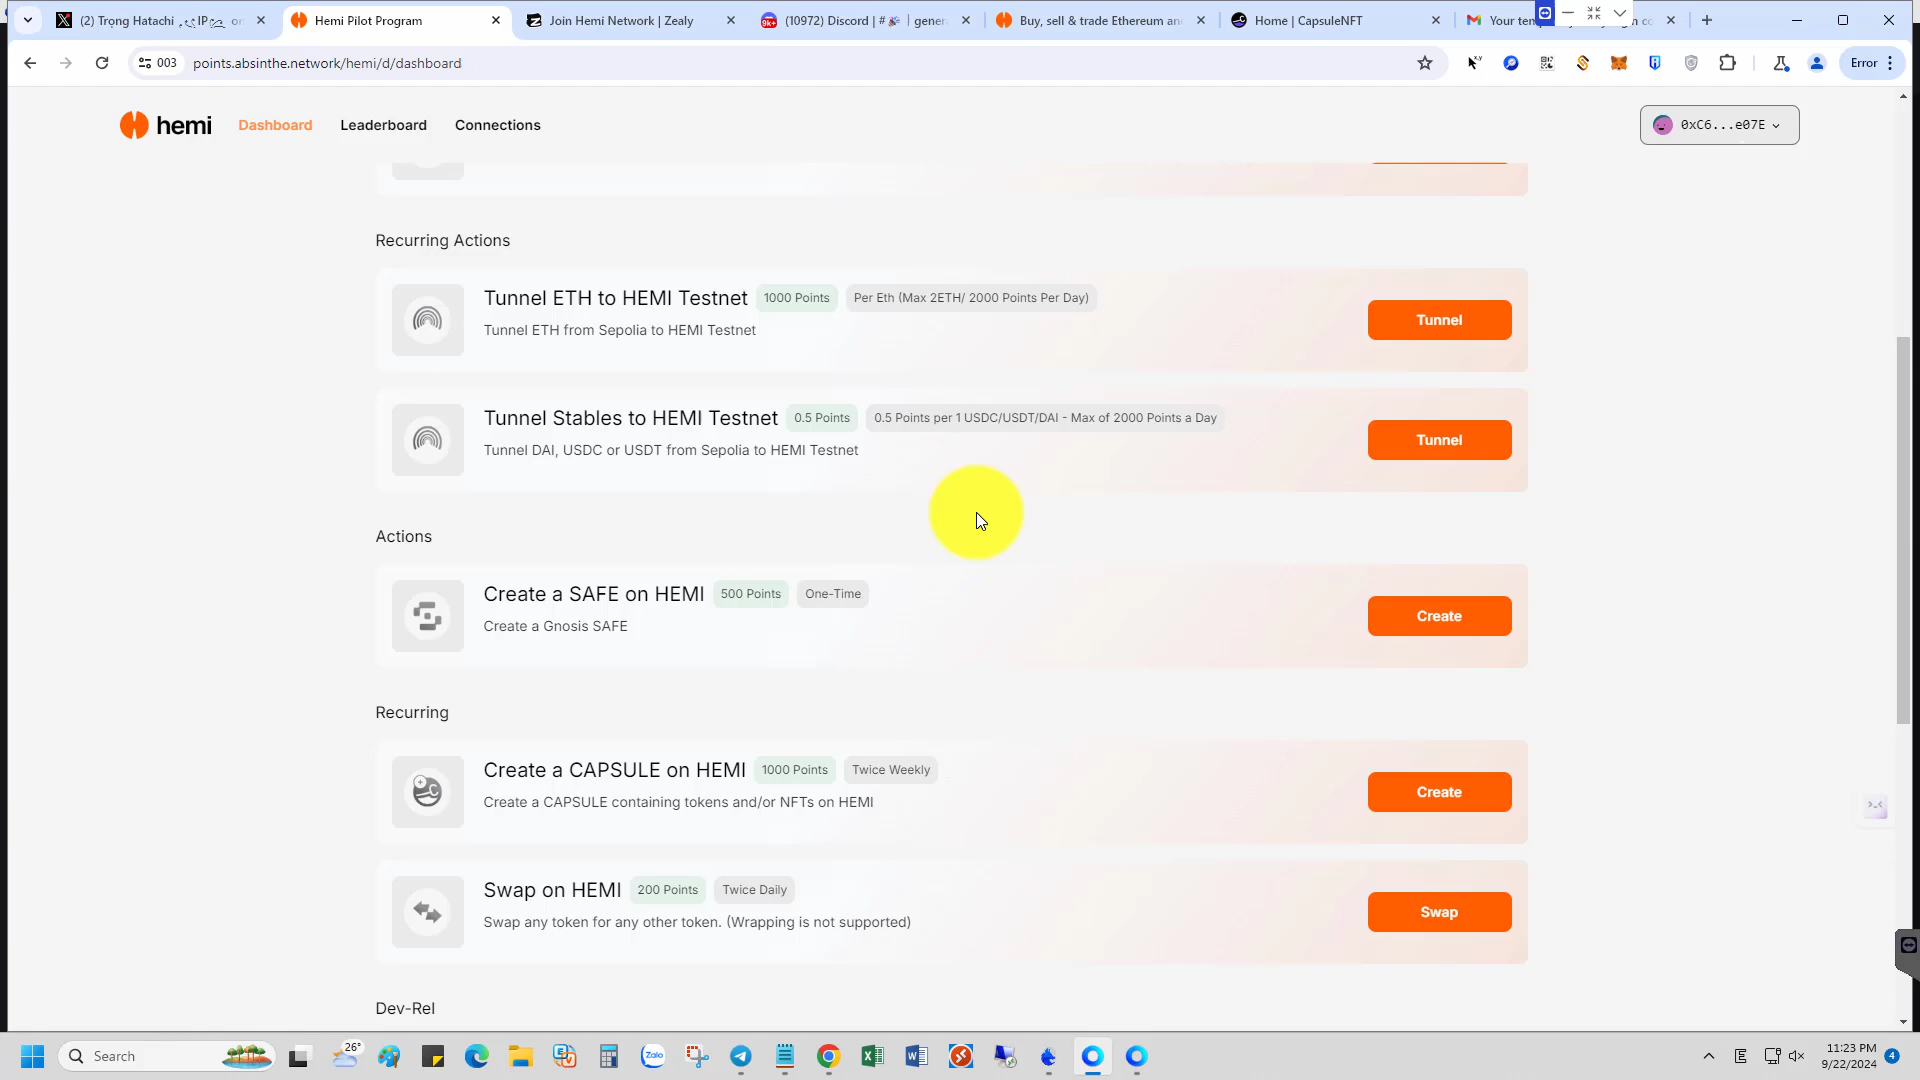 (2) Trọng Hatachi
IP
Hemi Pilot Program
Join Hemi Network | Zealy
(10972) Discord | #
gener
Buy, sell & trade Ethereum an
Home | CapsuleNFT
003
points.absinthe.network/hemi/d/dashboard
Error
hemi
Dashboard
Leaderboard
Connections
0xC6...e07E
Recurring Actions
Tunnel ETH to HEMI Testnet 1000 Points Per Eth (Max 2ETH/ 2000 Points Per Day)
Tunnel ETH from Sepolia to HEMI Testnet
Tunnel
Tunnel Stables to HEMI Testnet 0.5 Points 0.5 Points per 1 USDC/USDT/DAI - Max of 2000 Points a Day
Tunnel DAI, USDC or USDT from Sepolia to HEMI Testnet
Tunnel
Actions
Create a SAFE on HEMI 500 Points One-Time
Create a Gnosis SAFE
Create
Recurring
Create a CAPSULE on HEMI 1000 Points Twice Weekly
Create a CAPSULE containing tokens and/or NFTs on HEMI
Create
Swap on HEMI 200 Points Twice Daily
Swap any token for any other token. (Wrapping is not supported)
Swap
Dev-Rel
Search
26°
Zalo
11:23 PM
9/22/2024
4